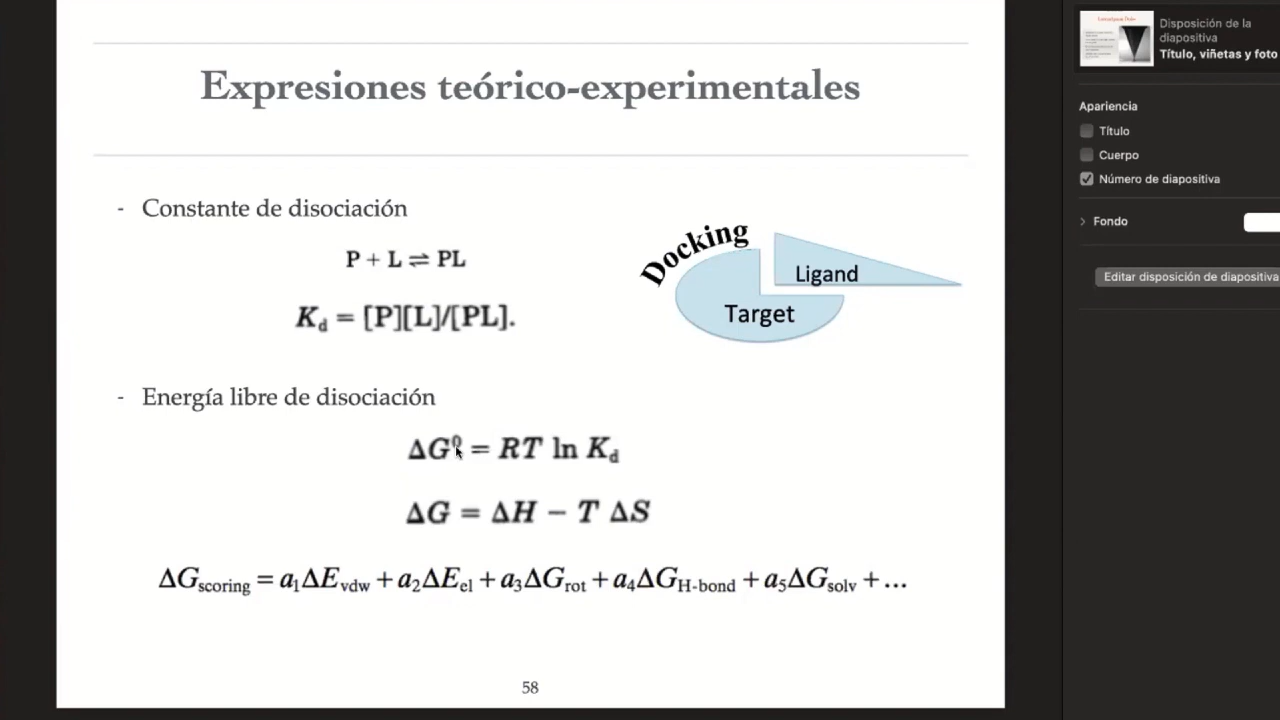 Expresiones teórico-experimentales
- Constante de disociación
P + L ⇌ PL
K_d = [P][L]/[PL].
Docking
Ligand
Target
- Energía libre de disociación
ΔG⁰ = RT ln K_d
ΔG = ΔH − T ΔS
ΔG_scoring = a₁ΔE_vdw + a₂ΔE_el + a₃ΔG_rot + a₄ΔG_H-bond + a₅ΔG_solv + ...
58
Disposición de la
diapositiva
Título, viñetas y foto
Apariencia
Título
Cuerpo
Número de diapositiva
Fondo
Editar disposición de diapositiva